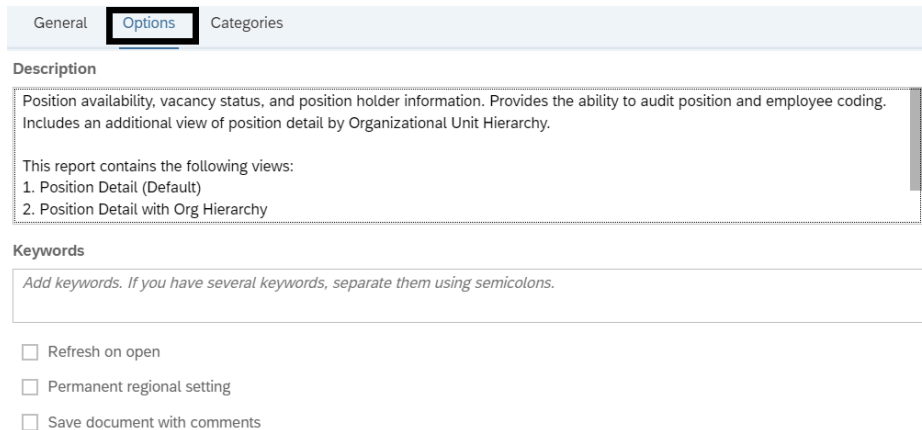 General Options Categories
Description
Position availability, vacancy status, and position holder information. Provides the ability to audit position and employee coding.
Includes an additional view of position detail by Organizational Unit Hierarchy.
This report contains the following views:
1. Position Detail (Default)
2. Position Detail with Org Hierarchy
Keywords
Add keywords. If you have several keywords, separate them using semicolons.
Refresh on open
Permanent regional setting
Save document with comments